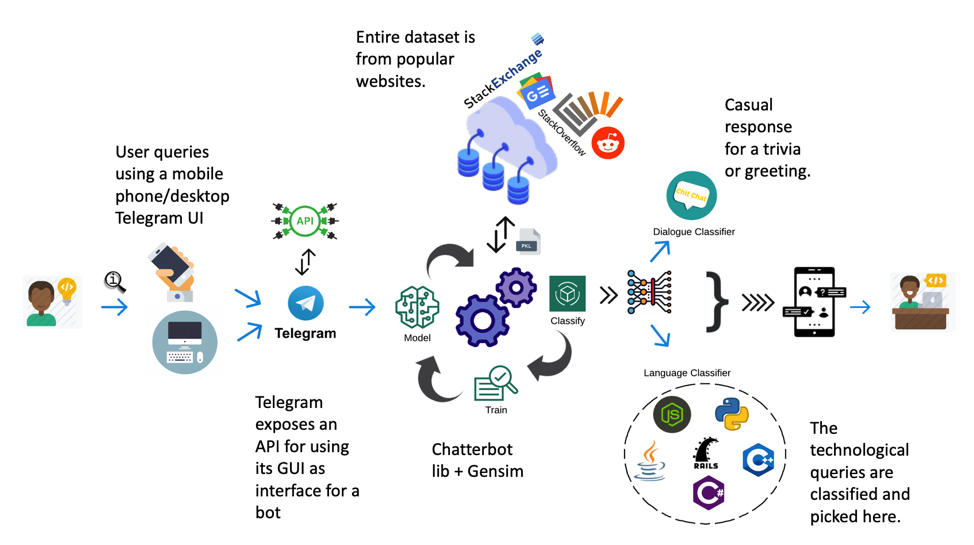 Entire dataset is
from popular
websites.
StackExchange
G≡
StackOverflow
Casual
response
for a trivia
or greeting.
User queries
using a mobile
phone/desktop
Telegram UI
API
PKL
Chit Chat
Dialogue Classifier
Telegram
Model
Classify
Train
Language Classifier
JS
RAILS
C++
C#
Telegram
exposes an
API for using
its GUI as
interface for a
bot
Chatterbot
lib + Gensim
The
technological
queries are
classified and
picked here.